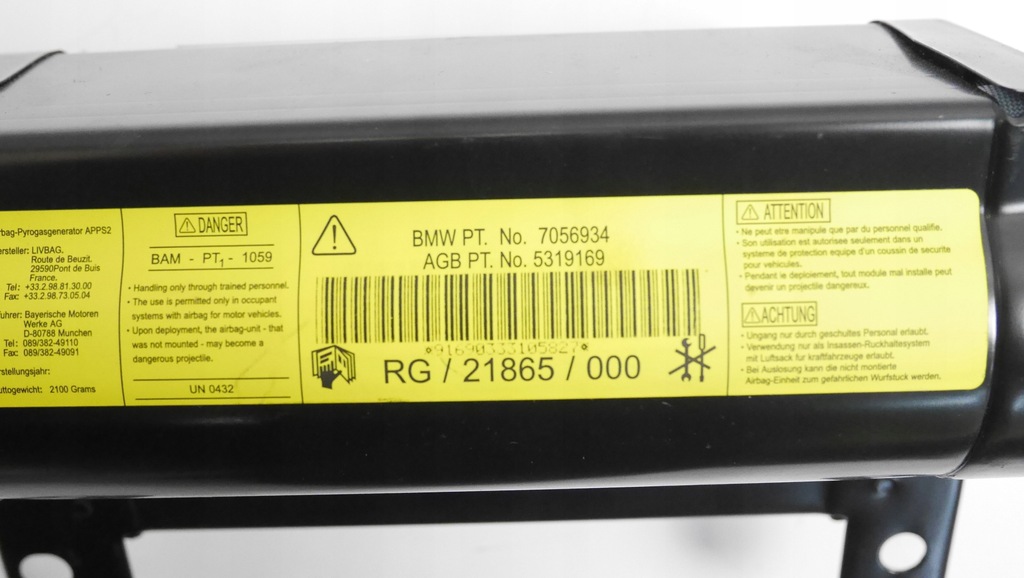 rbag-Pyrogasgenerator APPS2
ersteller: LIVBAG.
Route de Beuzit.
29590Pont de Buis
France.
Tel: +33.2.98.81.30.00
Fax: +33.2.98.73.05.04
fuhrer: Bayerische Motoren
Werke AG
D-80788 Munchen
Tel: 089/382-49110
Fax: 089/382-49091
rstellungsjahr:
uttogewicht: 2100 Grams
DANGER
BAM - PT1 - 1059
• Handling only through trained personnel.
• The use is permitted only in occupant
systems with airbag for motor vehicles.
• Upon deployment, the airbag-unit - that
was not mounted - may become a
dangerous projectile.
UN 0432
BMW PT. No. 7056934
AGB PT. No. 5319169
*91690333105827*
RG / 21865 / 000
ATTENTION
• Ne peut etre manipule que par du personnel qualifie.
• Son utilisation est autorisee seulement dans un
systeme de protection equipe d'un coussin de securite
pour vehicules.
• Pendant le depleiement, tout module mal installe peut
devenir un projectile dangereux.
ACHTUNG
• Ungang nur durch geschultes Personal erlaubt.
• Verwendung nur als Insassen-Ruckhaltesystem
mit Luftsack fur kraftfahrzeuge erlaubt.
• Bei Auslosung kann die nicht montierte
Airbag-Einheit zum gefahrlichen Wurfstuck werden.